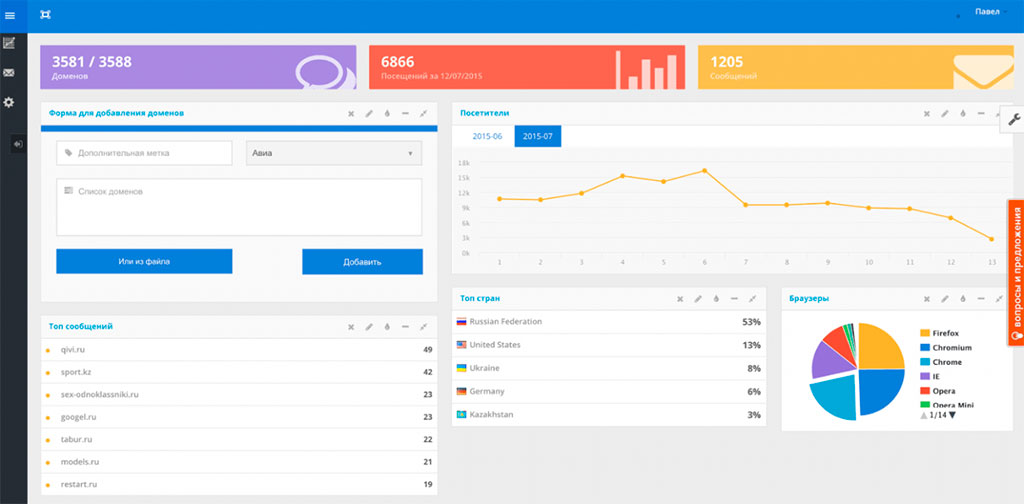 Павел
3581 / 3588
Доменов
6866
Посещений за 12/07/2015
1205
Сообщений
Форма для добавления доменов
Дополнительная метка
Авиа
Список доменов
Или из файла
Добавить
Посетители
2015-06
2015-07
18k
15k
12k
9k
6k
3k
0k
1 2 3 4 5 6 7 8 9 10 11 12 13
вопросы и предложения
Топ сообщений
qivi.ru 49
sport.kz 42
sex-odnoklassniki.ru 23
googel.ru 23
tabur.ru 22
models.ru 21
restart.ru 19
Топ стран
Russian Federation 53%
United States 13%
Ukraine 8%
Germany 6%
Kazakhstan 3%
Браузеры
Firefox
Chromium
Chrome
IE
Opera
Opera Mini
1/14